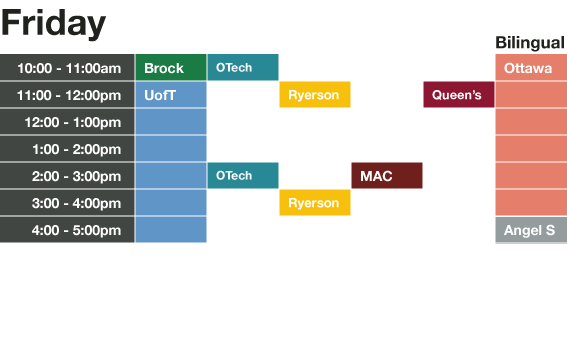 Friday
Bilingual
10:00 - 11:00am Brock OTech Ottawa
11:00 - 12:00pm UofT Ryerson Queen's
12:00 - 1:00pm
1:00 - 2:00pm
2:00 - 3:00pm OTech MAC
3:00 - 4:00pm Ryerson
4:00 - 5:00pm Angel S